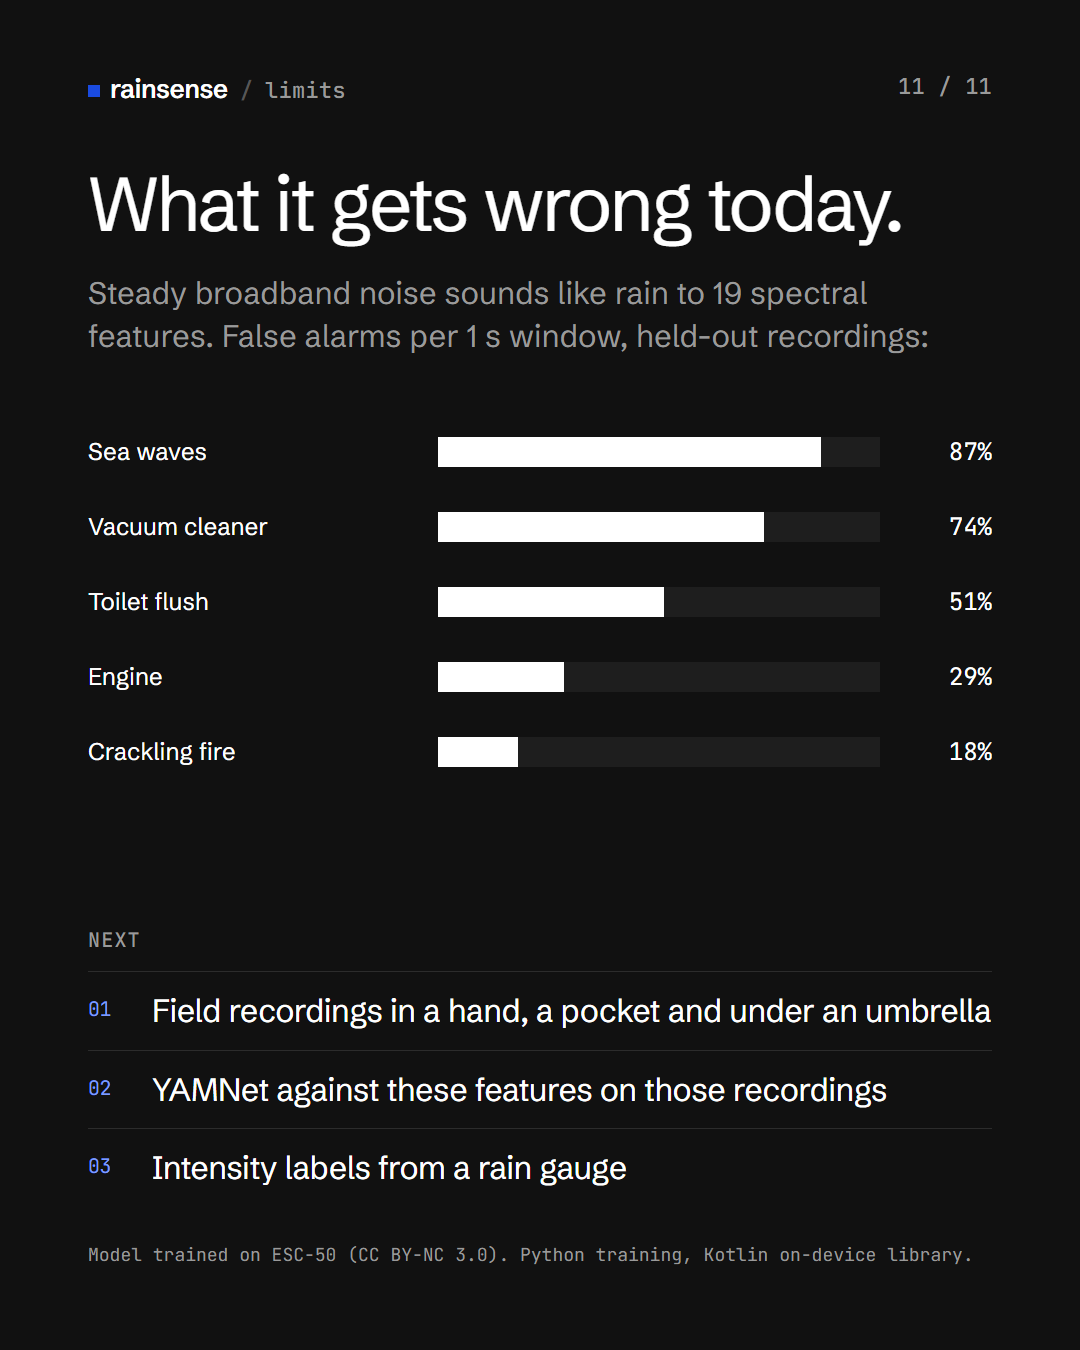 rainsense / limits
11 / 11
What it gets wrong today.
Steady broadband noise sounds like rain to 19 spectral
features. False alarms per 1 s window, held-out recordings:
Sea waves 87%
Vacuum cleaner 74%
Toilet flush 51%
Engine 29%
Crackling fire 18%
NEXT
01 Field recordings in a hand, a pocket and under an umbrella
02 YAMNet against these features on those recordings
03 Intensity labels from a rain gauge
Model trained on ESC-50 (CC BY-NC 3.0). Python training, Kotlin on-device library.